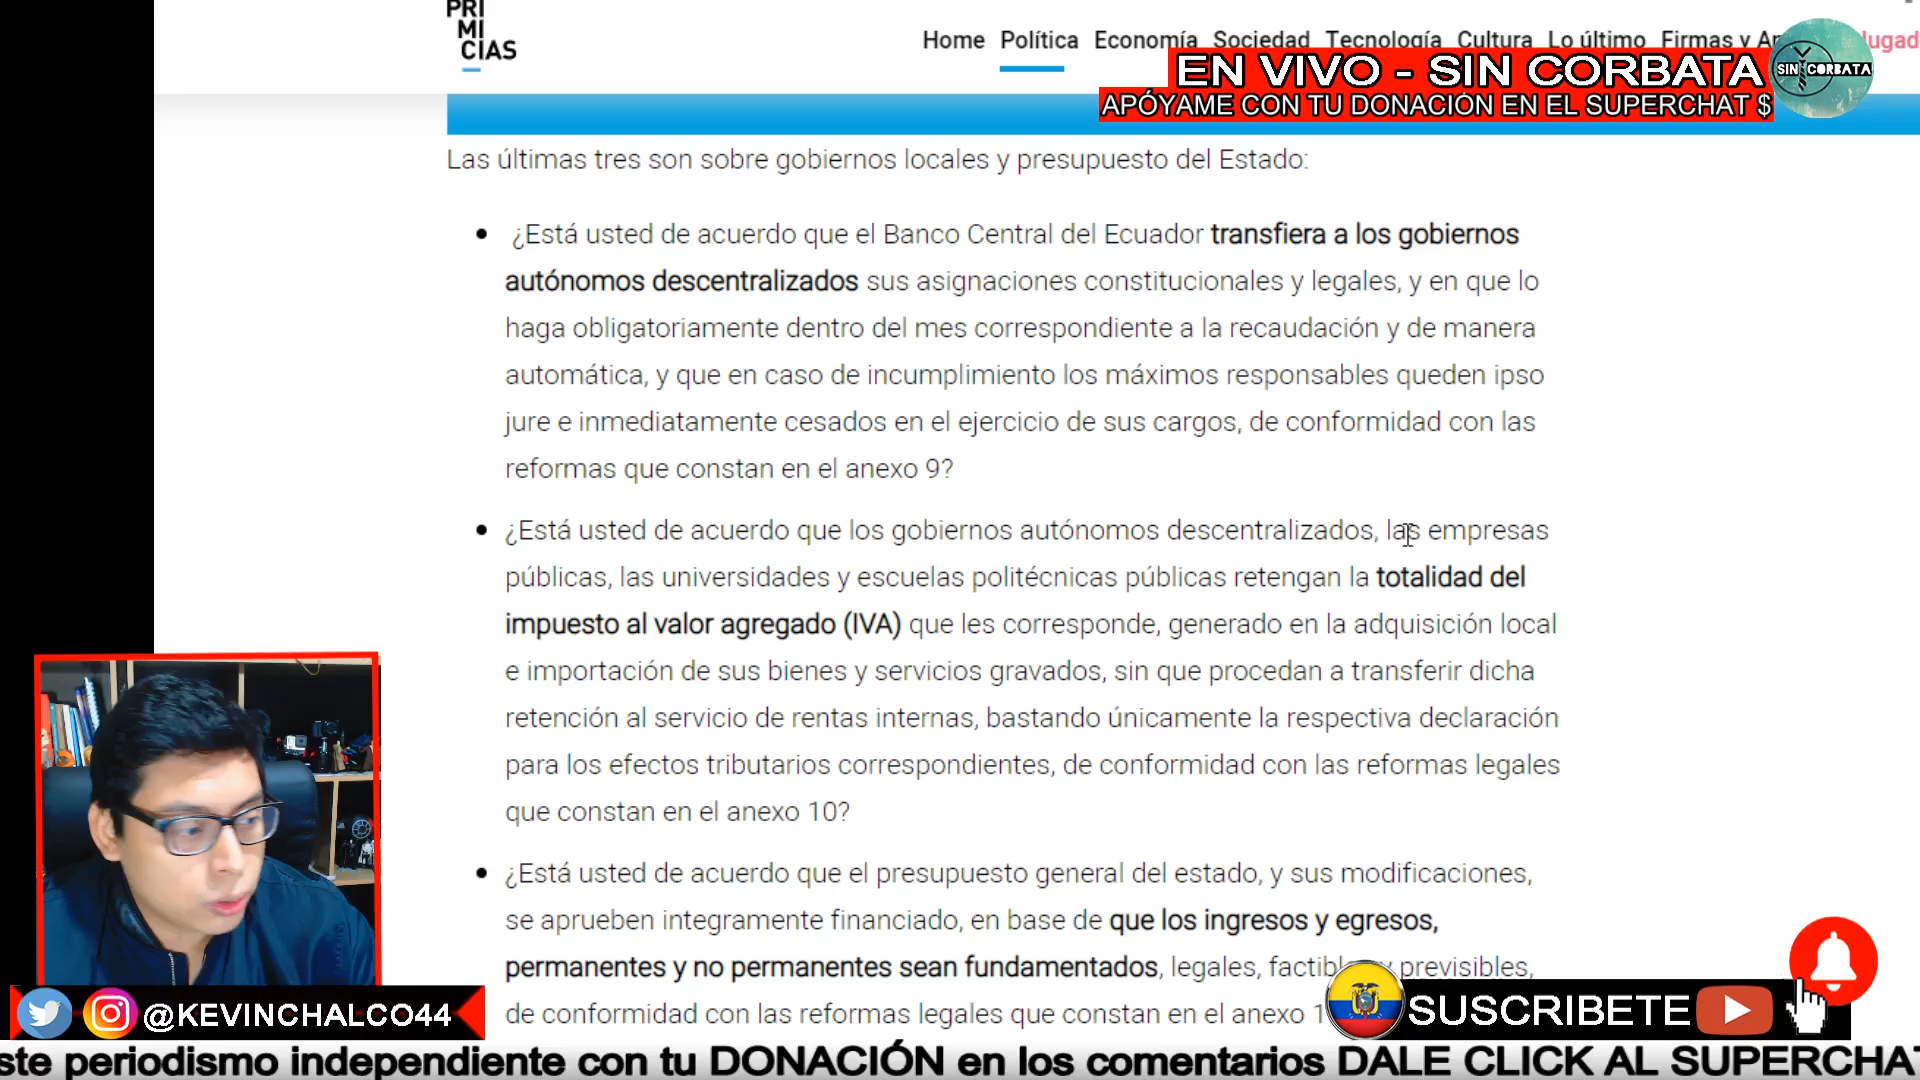 PRI
MI
CIAS
Home Política Economía Sociedad Tecnología Cultura Lo último Firmas y
EN VIVO - SIN CORBATA
APÓYAME CON TU DONACIÓN EN EL SUPERCHAT $
SIN CORBATA
Las últimas tres son sobre gobiernos locales y presupuesto del Estado:
¿Está usted de acuerdo que el Banco Central del Ecuador transfiera a los gobiernos
autónomos descentralizados sus asignaciones constitucionales y legales, y en que lo
haga obligatoriamente dentro del mes correspondiente a la recaudación y de manera
automática, y que en caso de incumplimiento los máximos responsables queden ipso
jure e inmediatamente cesados en el ejercicio de sus cargos, de conformidad con las
reformas que constan en el anexo 9?
¿Está usted de acuerdo que los gobiernos autónomos descentralizados, las empresas
públicas, las universidades y escuelas politécnicas públicas retengan la totalidad del
impuesto al valor agregado (IVA) que les corresponde, generado en la adquisición local
e importación de sus bienes y servicios gravados, sin que procedan a transferir dicha
retención al servicio de rentas internas, bastando únicamente la respectiva declaración
para los efectos tributarios correspondientes, de conformidad con las reformas legales
que constan en el anexo 10?
¿Está usted de acuerdo que el presupuesto general del estado, y sus modificaciones,
se aprueben integramente financiado, en base de que los ingresos y egresos,
permanentes y no permanentes sean fundamentados, legales, y previsibles,
de conformidad con las reformas legales que constan en el anexo
@KEVINCHALCO44
SUSCRIBETE
ste periodismo independiente con tu DONACIÓN en los comentarios DALE CLICK AL SUPERCHA